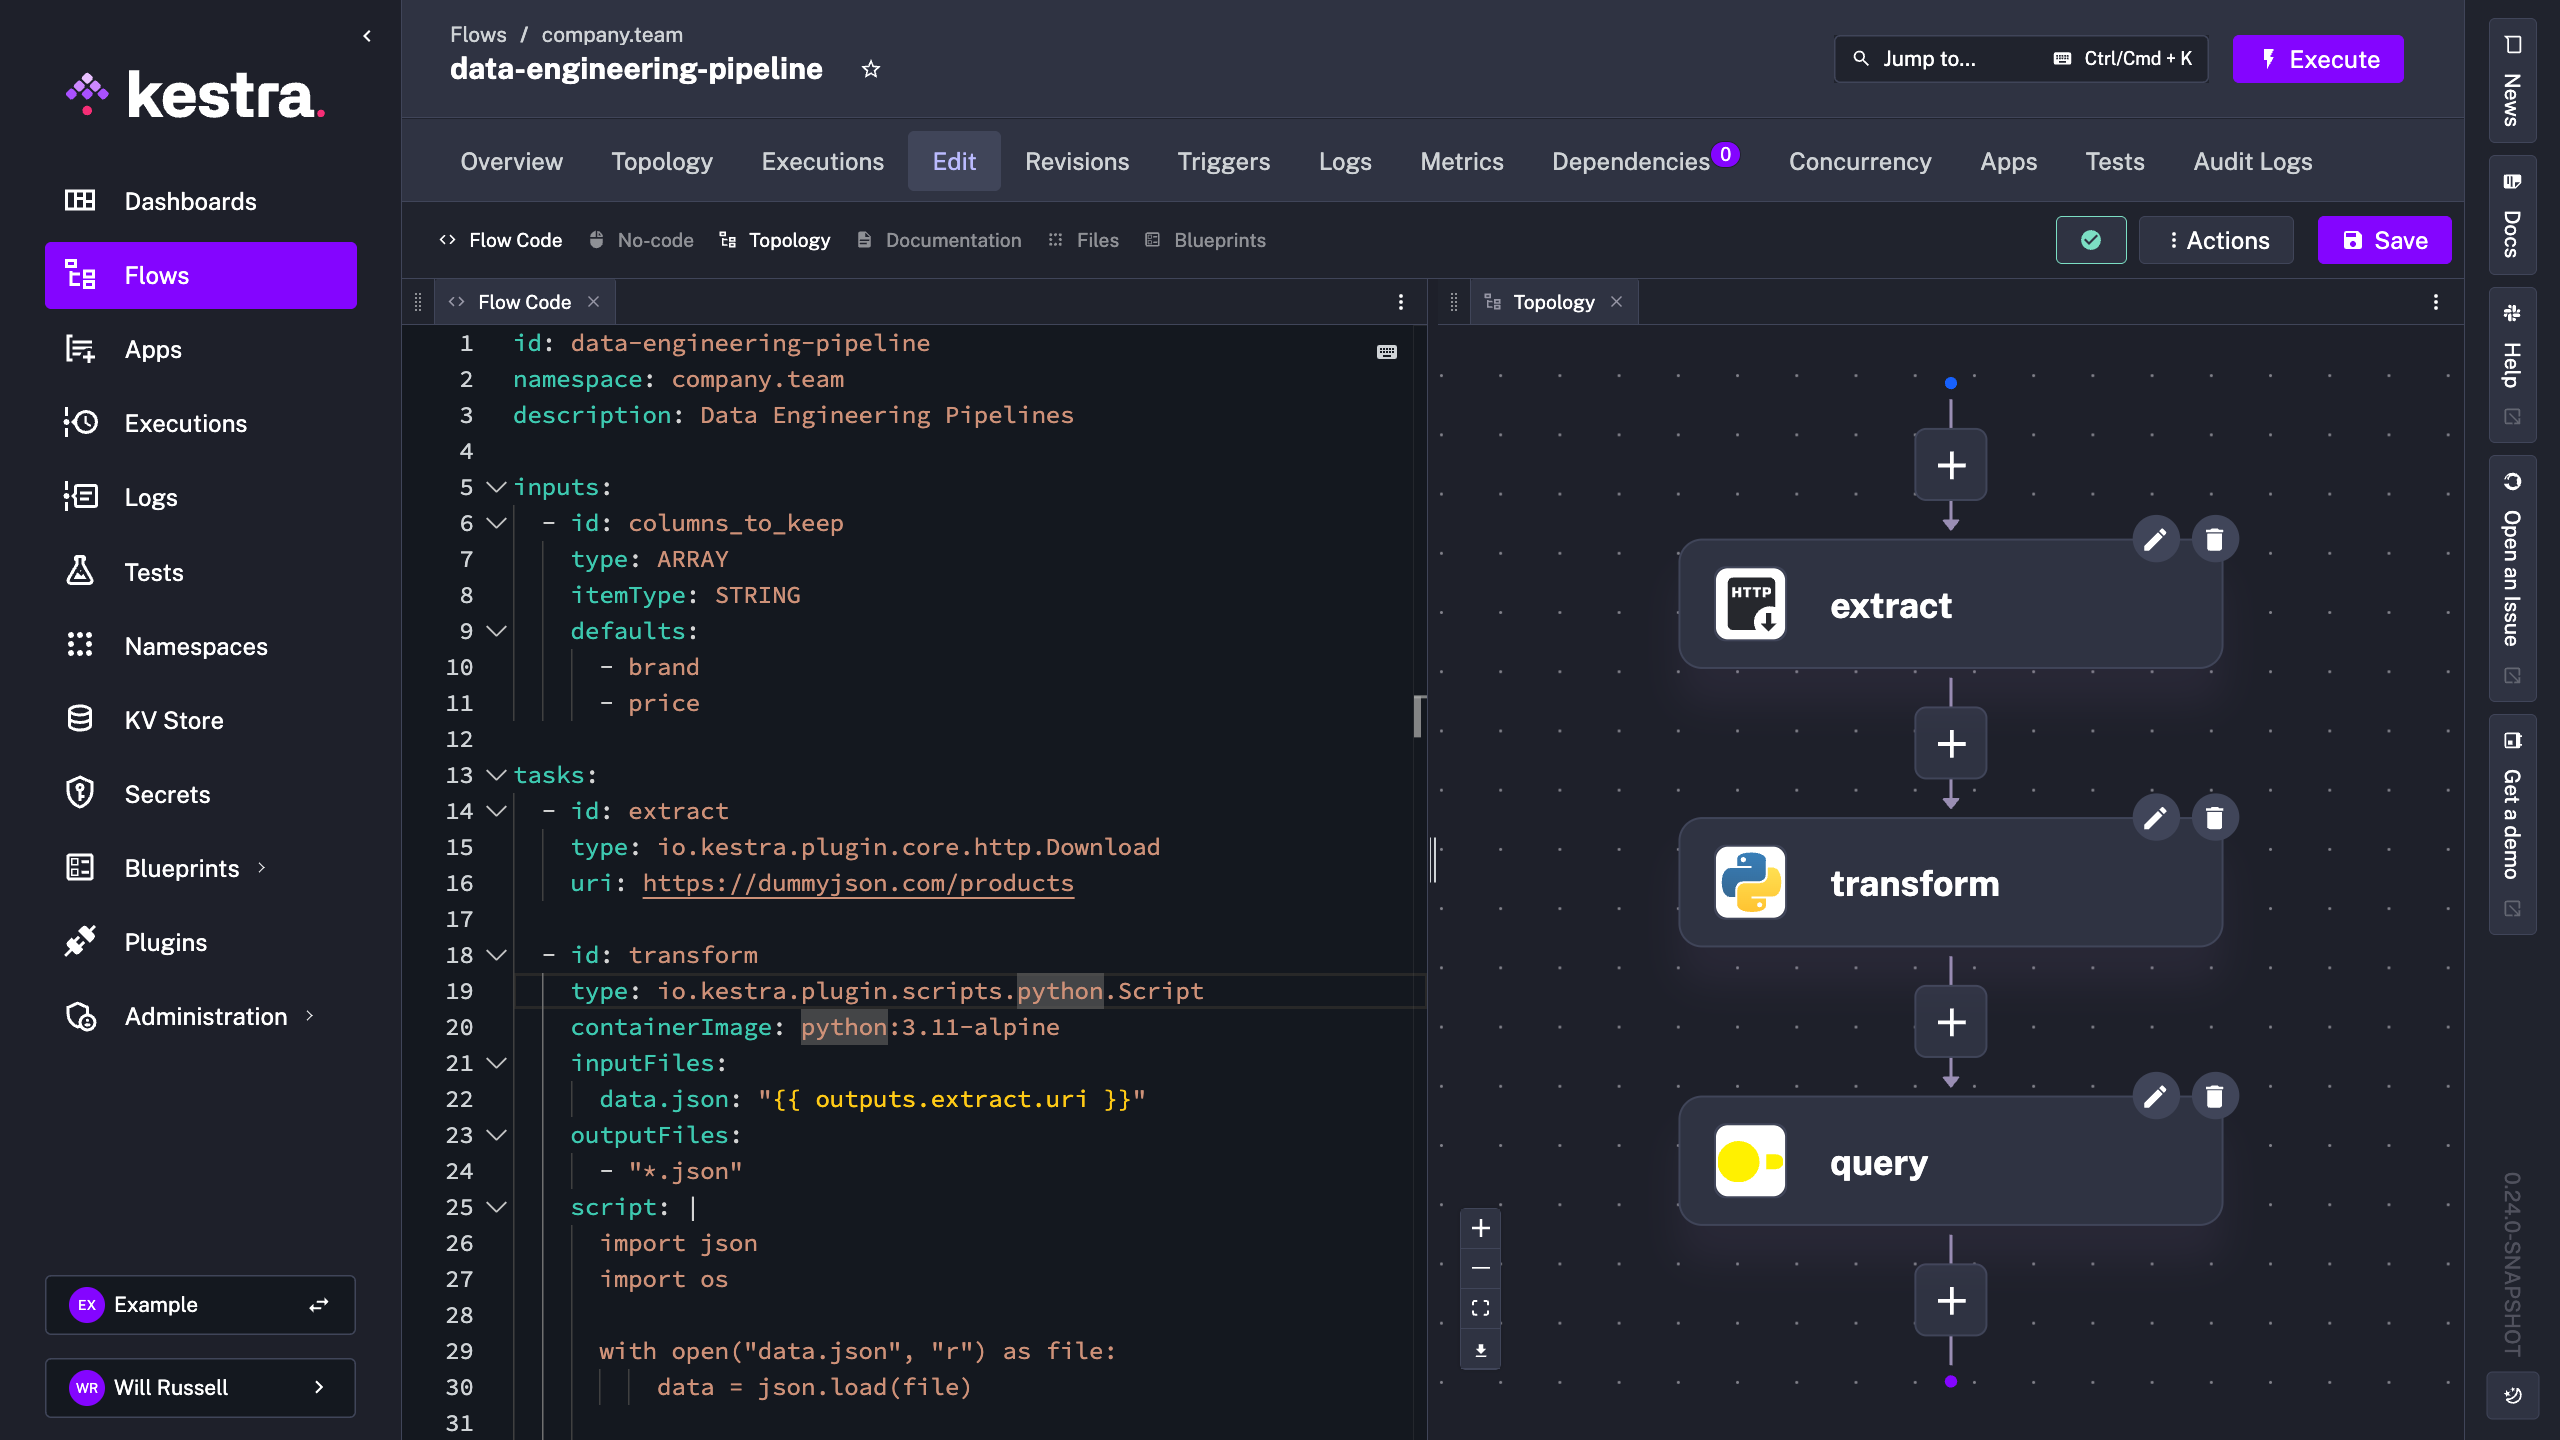 kestra.
Dashboards
Flows
Apps
Executions
Logs
Tests
Namespaces
KV Store
Secrets
Blueprints
Plugins
Administration
EX Example
WR Will Russell
Flows / company.team
data-engineering-pipeline
Jump to... Ctrl/Cmd + K
Execute
Overview Topology Executions Edit Revisions Triggers Logs Metrics Dependencies 0 Concurrency Apps Tests Audit Logs
Flow Code No-code Topology Documentation Files Blueprints
Actions
Save
Flow Code
1 id: data-engineering-pipeline
2 namespace: company.team
3 description: Data Engineering Pipelines
4
5 inputs:
6 - id: columns_to_keep
7 type: ARRAY
8 itemType: STRING
9 defaults:
10 - brand
11 - price
12
13 tasks:
14 - id: extract
15 type: io.kestra.plugin.core.http.Download
16 uri: https://dummyjson.com/products
17
18 - id: transform
19 type: io.kestra.plugin.scripts.python.Script
20 containerImage: python:3.11-alpine
21 inputFiles:
22 data.json: "{{ outputs.extract.uri }}"
23 outputFiles:
24 - "*.json"
25 script: |
26 import json
27 import os
28
29 with open("data.json", "r") as file:
30 data = json.load(file)
31
Topology
HTTP
extract
transform
query
News
Docs
Help
Open an Issue
Get a demo
0.24.0-SNAPSHOT